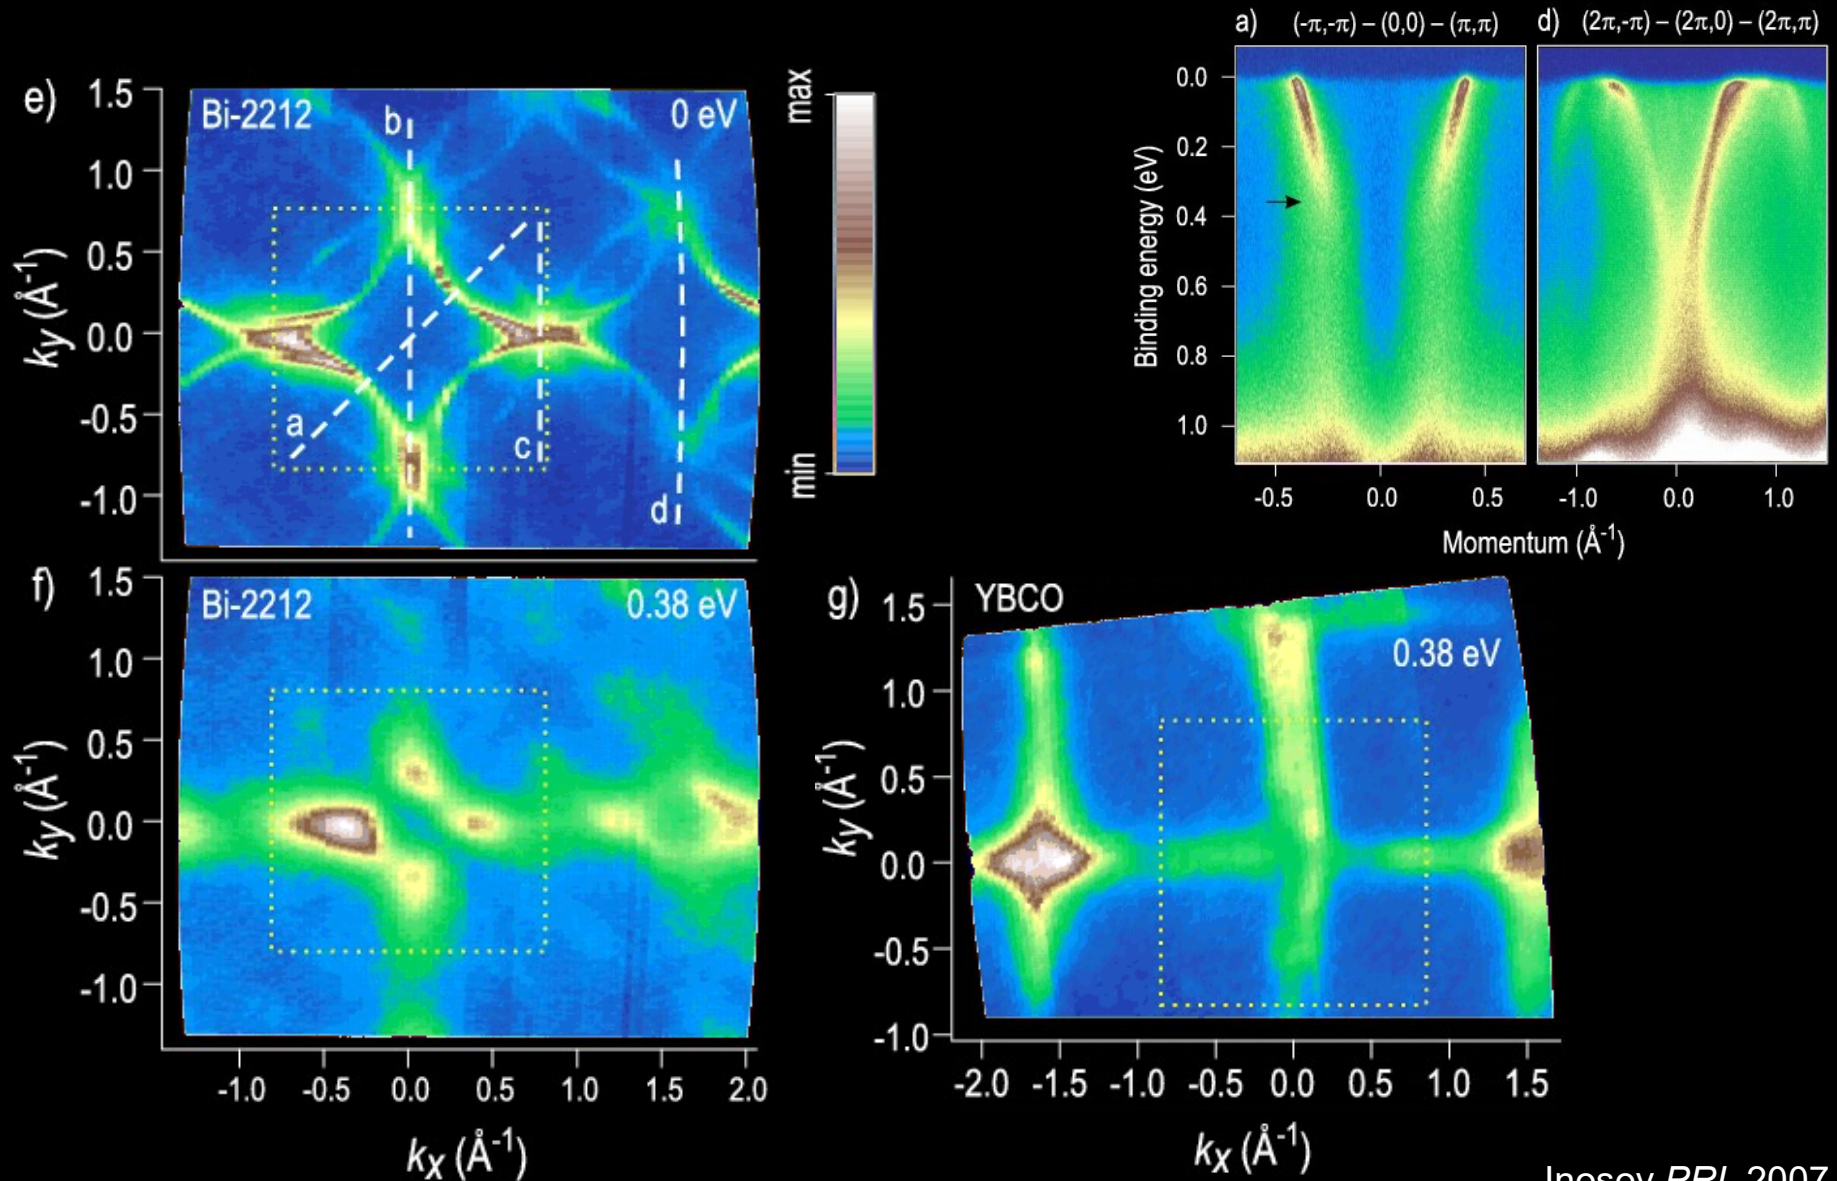 a) (-π,-π) – (0,0) – (π,π)
d) (2π,-π) – (2π,0) – (2π,π)
Binding energy (eV)
0.0
0.2
0.4
0.6
0.8
1.0
-0.5 0.0 0.5
-1.0 0.0 1.0
Momentum (Å-1)
e)
Bi-2212
0 eV
b
a
c
d
ky (Å-1)
1.5
1.0
0.5
0.0
-0.5
-1.0
max
min
f)
Bi-2212
0.38 eV
ky (Å-1)
1.5
1.0
0.5
0.0
-0.5
-1.0
-1.0 -0.5 0.0 0.5 1.0 1.5 2.0
kx (Å-1)
g)
YBCO
0.38 eV
ky (Å-1)
1.5
1.0
0.5
0.0
-0.5
-1.0
-2.0 -1.5 -1.0 -0.5 0.0 0.5 1.0 1.5
kx (Å-1)
Inosov PRL 2007